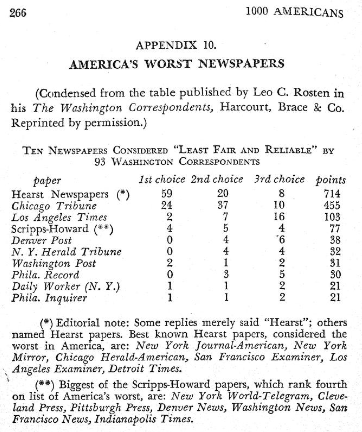 266 1000 AMERICANS
APPENDIX 10.
AMERICA'S WORST NEWSPAPERS
(Condensed from the table published by Leo C. Rosten in
his The Washington Correspondents, Harcourt, Brace & Co.
Reprinted by permission.)
TEN NEWSPAPERS CONSIDERED "LEAST FAIR AND RELIABLE" BY
93 WASHINGTON CORRESPONDENTS
paper 1st choice 2nd choice 3rd choice points
Hearst Newspapers (*) 59 20 8 714
Chicago Tribune 24 37 10 455
Los Angeles Times 2 7 16 103
Scripps-Howard (**) 4 5 4 77
Denver Post 0 4 6 38
N. Y. Herald Tribune 0 4 4 32
Washington Post 2 1 2 31
Phila. Record 0 3 5 30
Daily Worker (N. Y.) 1 1 2 21
Phila. Inquirer 1 1 2 21
(*) Editorial note: Some replies merely said "Hearst"; others
named Hearst papers. Best known Hearst papers, considered the
worst in America, are: New York Journal-American, New York
Mirror, Chicago Herald-American, San Francisco Examiner, Los
Angeles Examiner, Detroit Times.
(**) Biggest of the Scripps-Howard papers, which rank fourth
on list of America's worst, are: New York World-Telegram, Cleve-
land Press, Pittsburgh Press, Denver News, Washington News, San
Francisco News, Indianapolis Times.